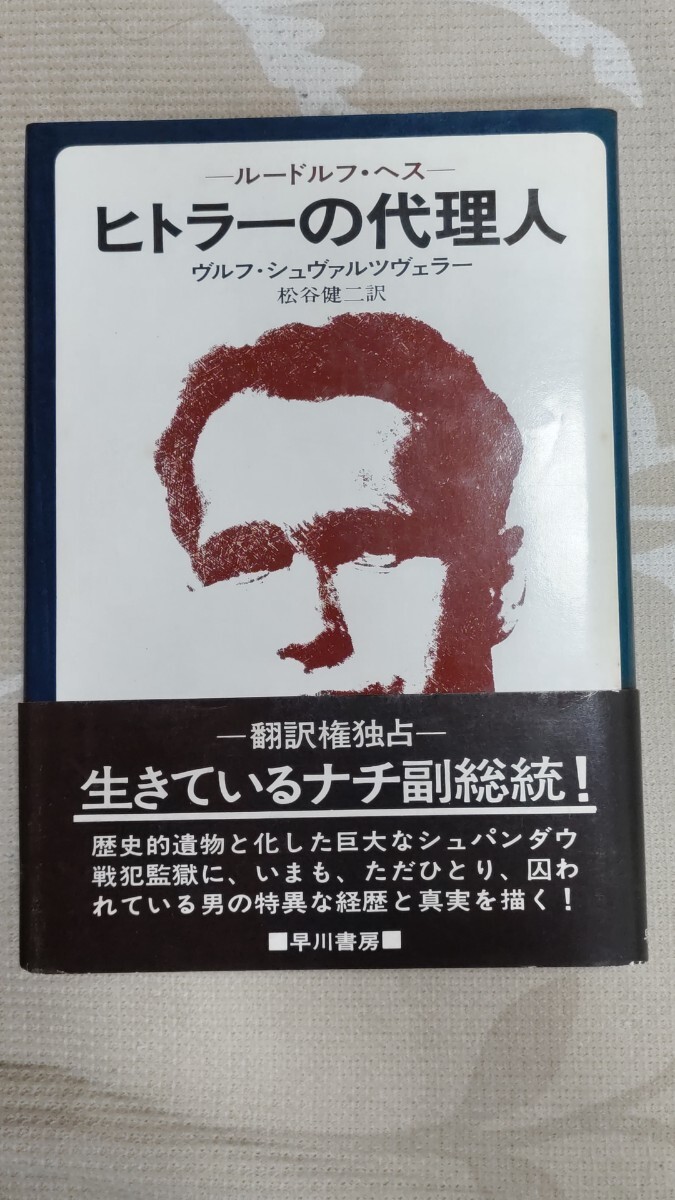 ―ルードルフ・ヘス―
ヒトラーの代理人
ヴルフ・シュヴァルツヴェラー
松谷健二訳
―翻訳権独占―
生きているナチ副総統！
歴史的遺物と化した巨大なシュパンダウ
戦犯監獄に、いまも、ただひとり、囚わ
れている男の特異な経歴と真実を描く！
■早川書房■